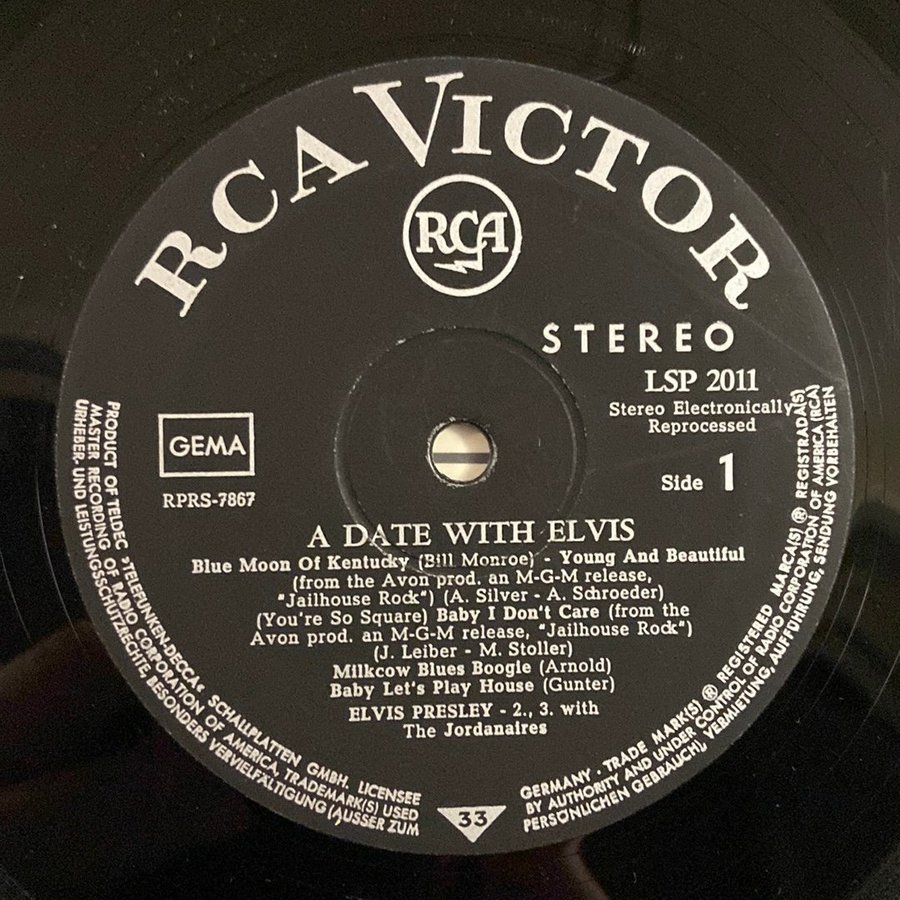 RCA VICTOR
RCA
STEREO
LSP 2011
Stereo Electronically
Reprocessed
GEMA
RPRS-7867
Side 1
A DATE WITH ELVIS
Blue Moon Of Kentucky (Bill Monroe) - Young And Beautiful
(from the Avon prod. an M-G-M release,
"Jailhouse Rock") (A. Silver - A. Schroeder)
(You're So Square) Baby I Don't Care (from the
Avon prod. an M-G-M release, "Jailhouse Rock")
(J. Leiber - M. Stoller)
Milkcow Blues Boogie (Arnold)
Baby Let's Play House (Gunter)
ELVIS PRESLEY - 2., 3. with
The Jordanaires
PRODUCT OF TELDEC »TELEFUNKEN-DECCA« SCHALLPLATTEN GMBH. LICENSEE
MASTER RECORDING OF RADIO CORPORATION OF AMERICA, TRADEMARK(S) USED
URHEBER- UND LEISTUNGSSCHUTZRECHTE, BESONDERS VERVIELFÄLTIGUNG (AUSSER ZUM
33
GERMANY · TRADE MARK(S) ® REGISTERED MARCA(S) ® REGISTRADA(S)
BY AUTHORITY AND UNDER CONTROL OF RADIO CORPORATION OF AMERICA (RCA)
PERSÖNLICHEN GEBRAUCH), VERMIETUNG, AUFFÜHRUNG, SENDUNG VORBEHALTEN